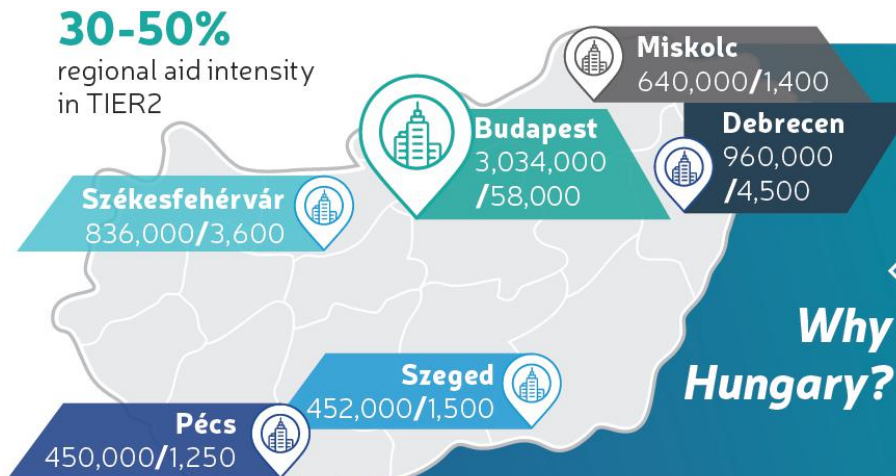 30-50%
regional aid intensity
in TIER2
Miskolc
640,000/1,400
Budapest
3,034,000
/58,000
Debrecen
960,000
/4,500
Székesfehérvár
836,000/3,600
Why
Hungary?
Szeged
452,000/1,500
Pécs
450,000/1,250